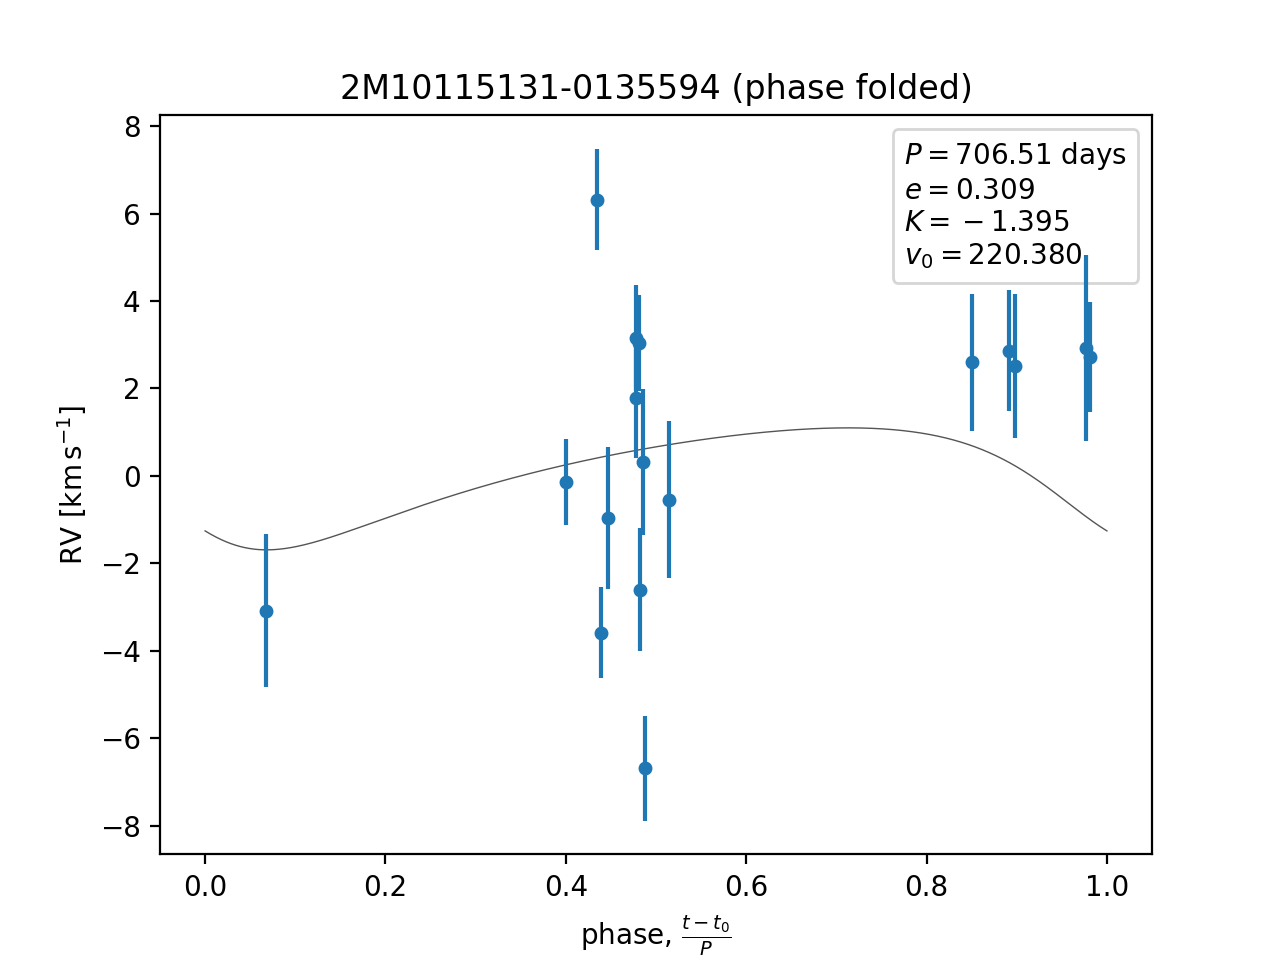 2M10115131-0135594 (phase folded)
P = 706.51 days
e = 0.309
K = −1.395
v₀ = 220.380
RV [km s⁻¹]
8
6
4
2
0
−2
−4
−6
−8
0.0 0.2 0.4 0.6 0.8 1.0
phase, (t − t₀)/P